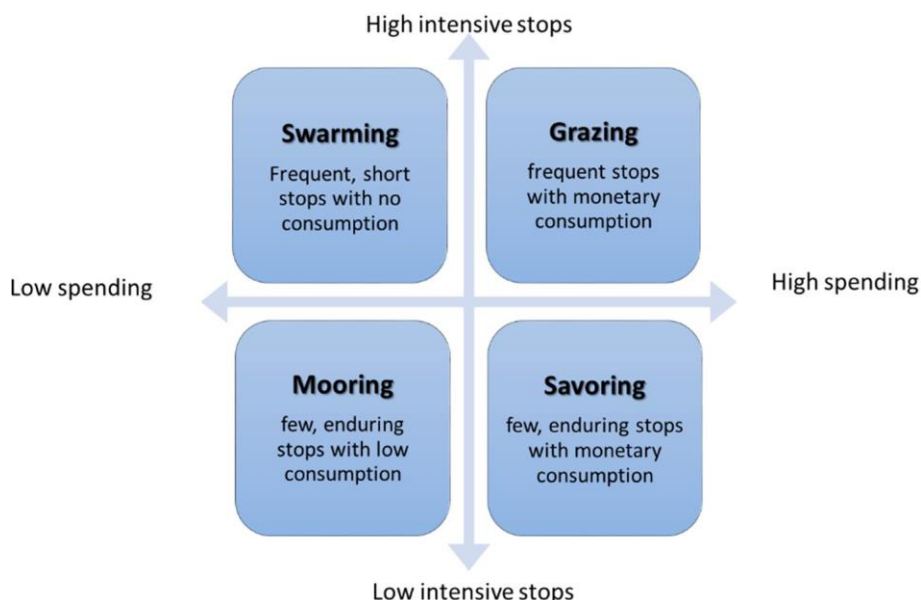 High intensive stops
Swarming
Frequent, short
stops with no
consumption
Grazing
frequent stops
with monetary
consumption
Low spending
High spending
Mooring
few, enduring
stops with low
consumption
Savoring
few, enduring stops
with monetary
consumption
Low intensive stops